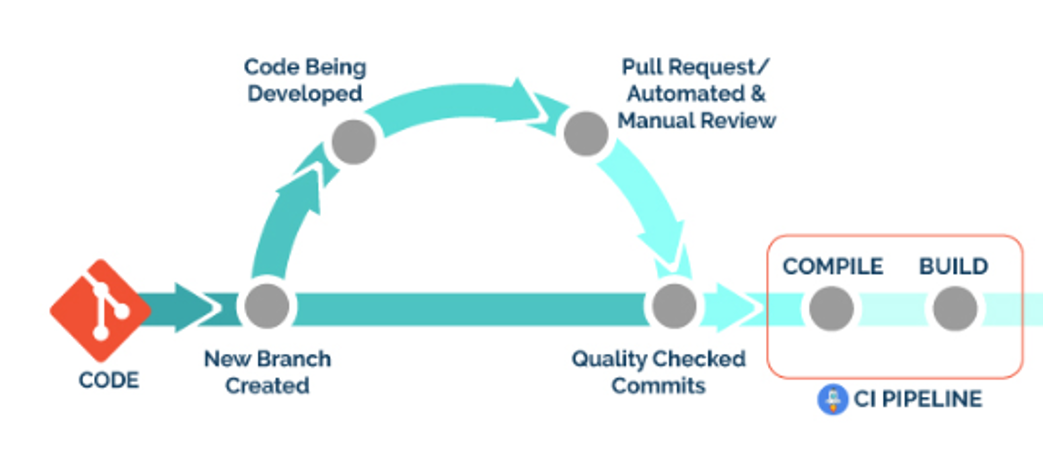 Code Being
Developed
Pull Request/
Automated &
Manual Review
COMPILE
BUILD
New Branch
Created
Quality Checked
Commits
CODE
CI PIPELINE